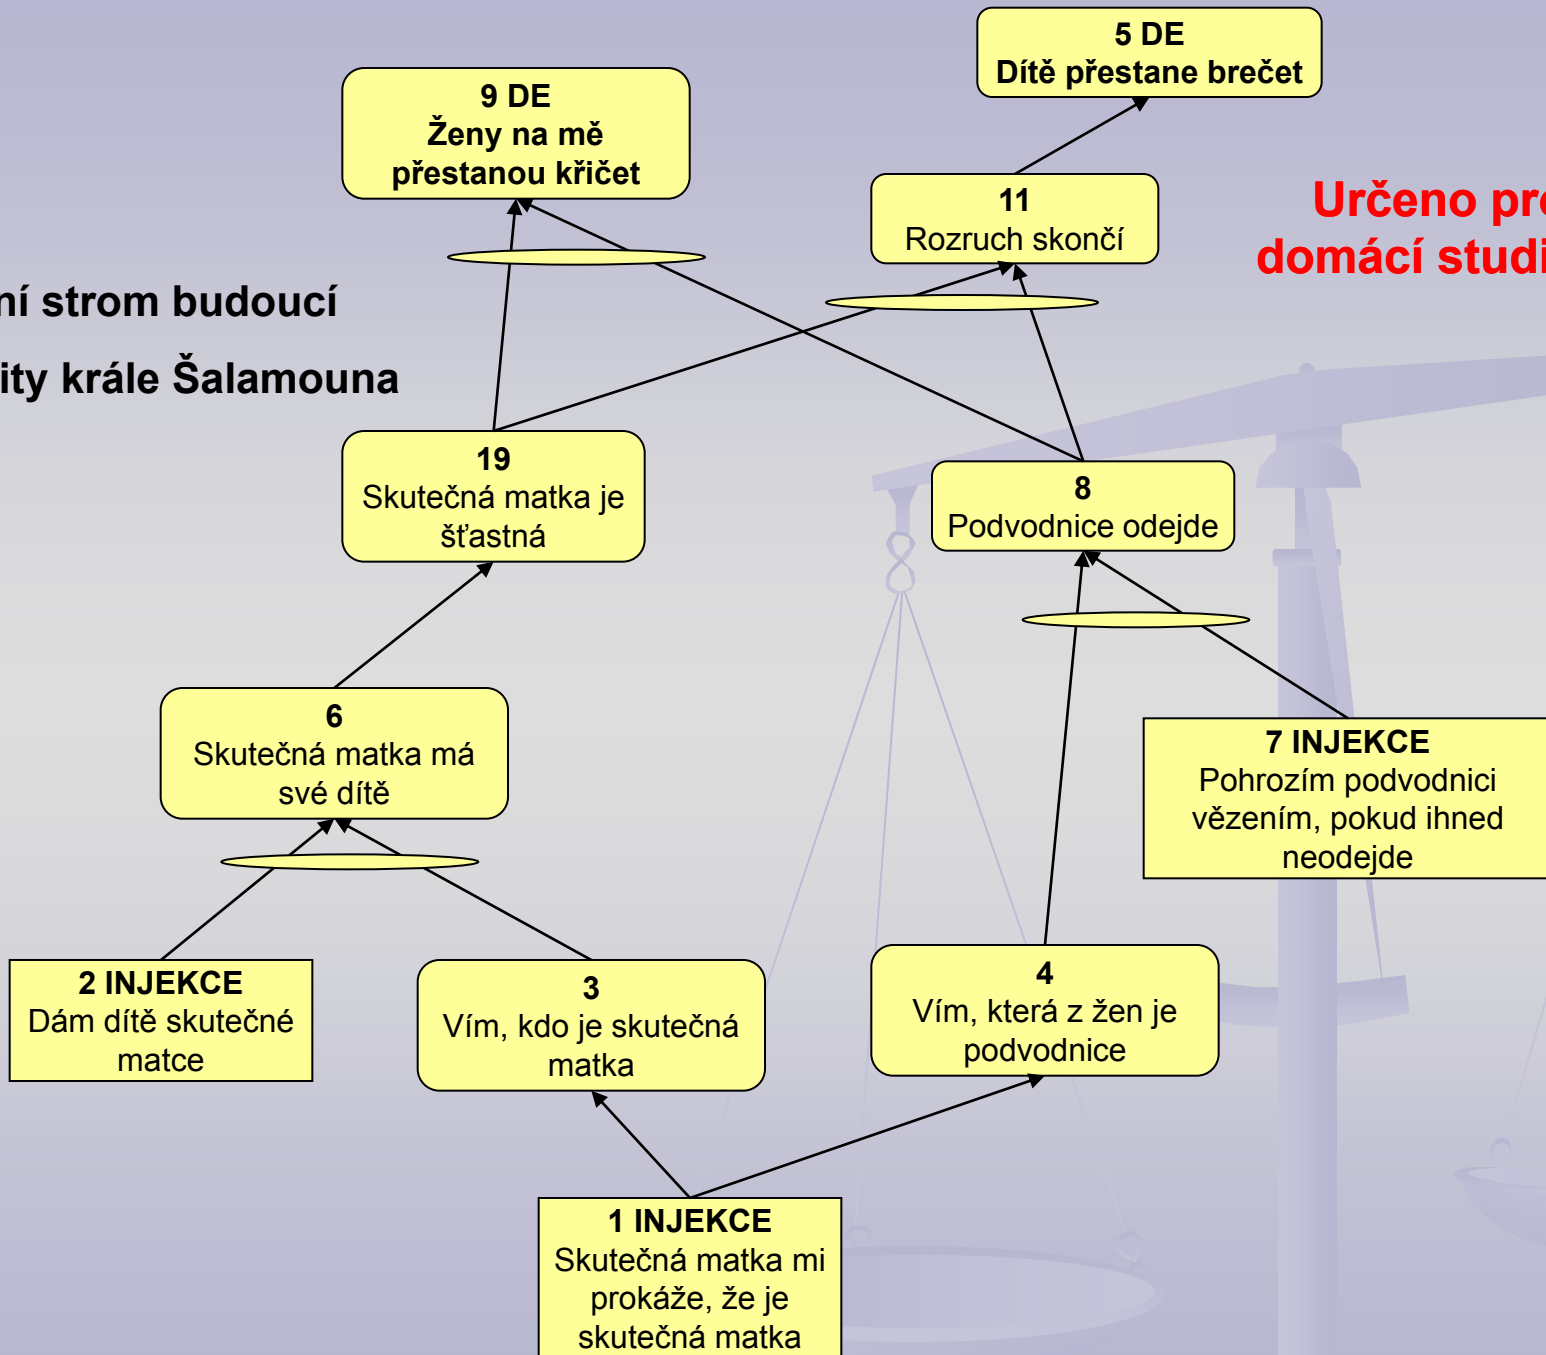 5 DE
Dítě přestane brečet
9 DE
Ženy na mě
přestanou křičet
11
Rozruch skončí
Určeno pro
domácí studi
ní strom budoucí
ity krále Šalamouna
19
Skutečná matka je
šťastná
8
Podvodnice odejde
6
Skutečná matka má
své dítě
7 INJEKCE
Pohrozím podvodnici
vězením, pokud ihned
neodejde
2 INJEKCE
Dám dítě skutečné
matce
3
Vím, kdo je skutečná
matka
4
Vím, která z žen je
podvodnice
1 INJEKCE
Skutečná matka mi
prokáže, že je
skutečná matka